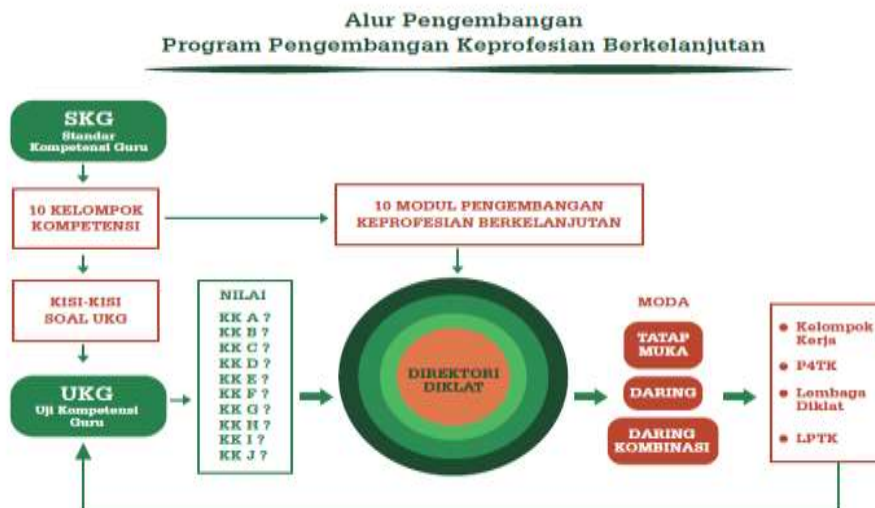 Alur Pengembangan
Program Pengembangan Keprofesian Berkelanjutan
SKG
Standar
Kompetensi Guru
10 KELOMPOK
KOMPETENSI
10 MODUL PENGEMBANGAN
KEPROFESIAN BERKELANJUTAN
KISI-KISI
SOAL UKG
UKG
Uji Kompetensi
Guru
NILAI
KK A ?
KK B ?
KK C ?
KK D ?
KK E ?
KK F ?
KK G ?
KK H ?
KK I ?
KK J ?
DIREKTORI
DIKLAT
MODA
TATAP
MUKA
DARING
DARING
KOMBINASI
Kelompok
Kerja
P4TK
Lembaga
Diklat
LPTK